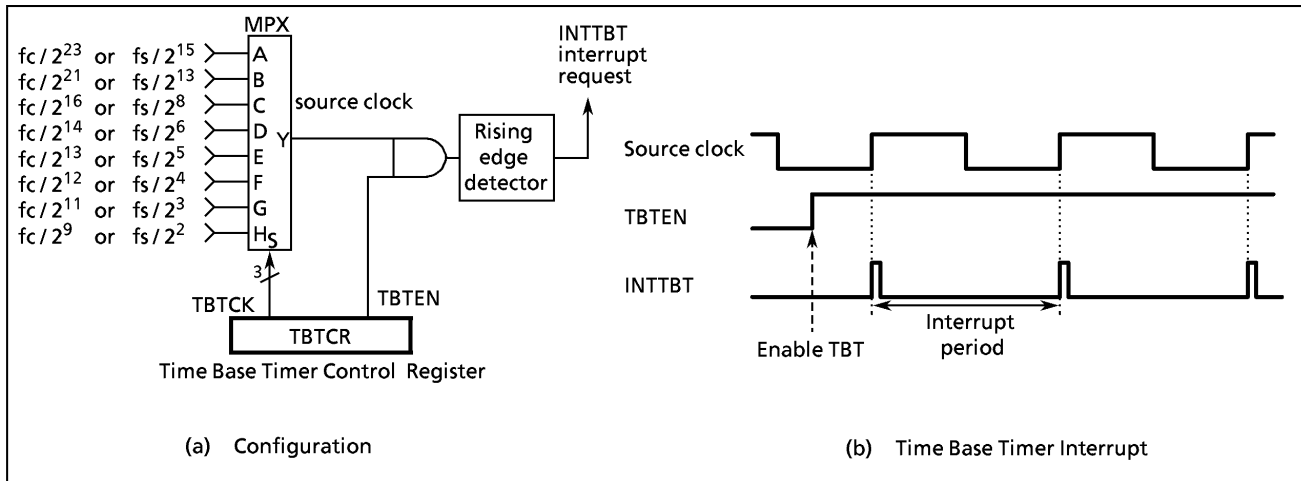 MPX
fc/2^23 or fs/2^15 A
fc/2^21 or fs/2^13 B
fc/2^16 or fs/2^8 C
fc/2^14 or fs/2^6 D
fc/2^13 or fs/2^5 E
fc/2^12 or fs/2^4 F
fc/2^11 or fs/2^3 G
fc/2^9 or fs/2^2 H
S
Y
source clock
Rising
edge
detector
INTTBT
interrupt
request
3
TBTCK
TBTEN
TBTCR
Time Base Timer Control Register
(a) Configuration
Source clock
TBTEN
INTTBT
Enable TBT
Interrupt
period
(b) Time Base Timer Interrupt